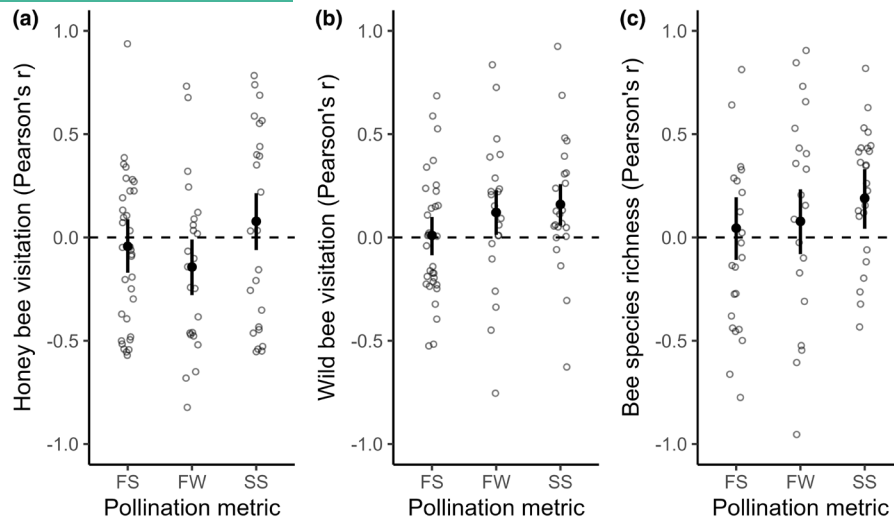 (a)
Honey bee visitation (Pearson's r)
1.0
0.5
0.0
-0.5
-1.0
FS FW SS
Pollination metric
(b)
Wild bee visitation (Pearson's r)
1.0
0.5
0.0
-0.5
-1.0
FS FW SS
Pollination metric
(c)
Bee species richness (Pearson's r)
1.0
0.5
0.0
-0.5
-1.0
FS FW SS
Pollination metric